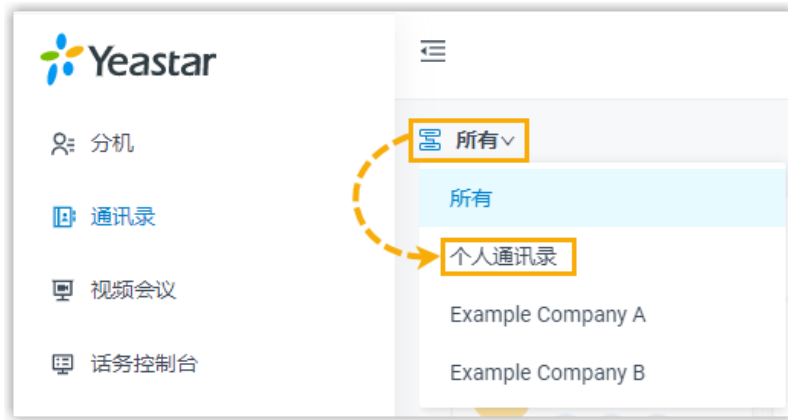 Yeastar
分机
通讯录
视频会议
话务控制台
所有
所有
个人通讯录
Example Company A
Example Company B